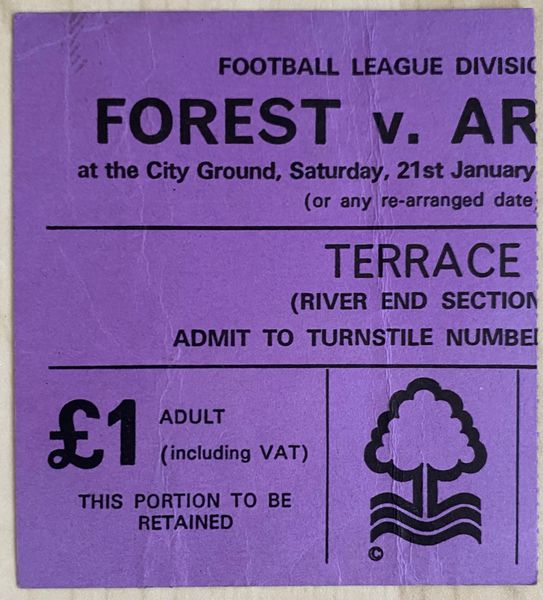 FOOTBALL LEAGUE DIVISIO
FOREST v. AR
at the City Ground, Saturday, 21st January
(or any re-arranged date)
TERRACE
(RIVER END SECTION
ADMIT TO TURNSTILE NUMBE
£1 ADULT
(including VAT)
THIS PORTION TO BE
RETAINED
©